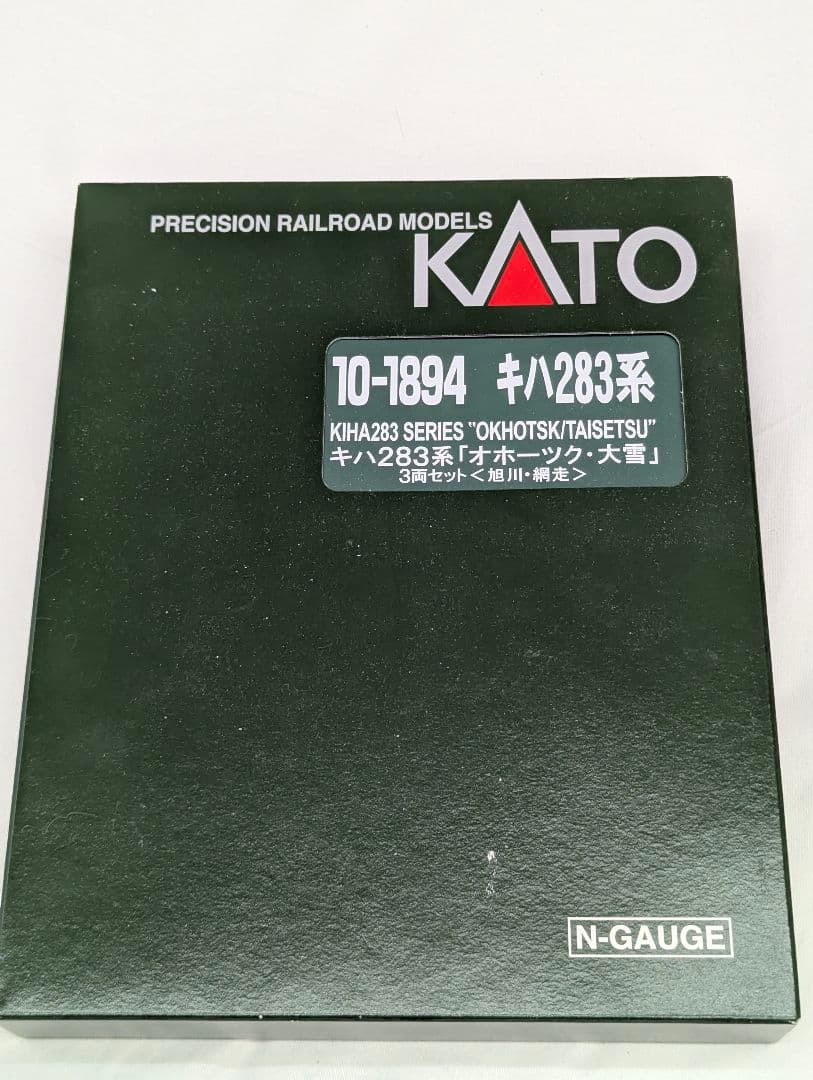 PRECISION RAILROAD MODELS
KATO
10-1894 キハ283系
KIHA283 SERIES "OKHOTSK/TAISETSU"
キハ283系「オホーツク・大雪」
3両セット<旭川・網走>
N-GAUGE